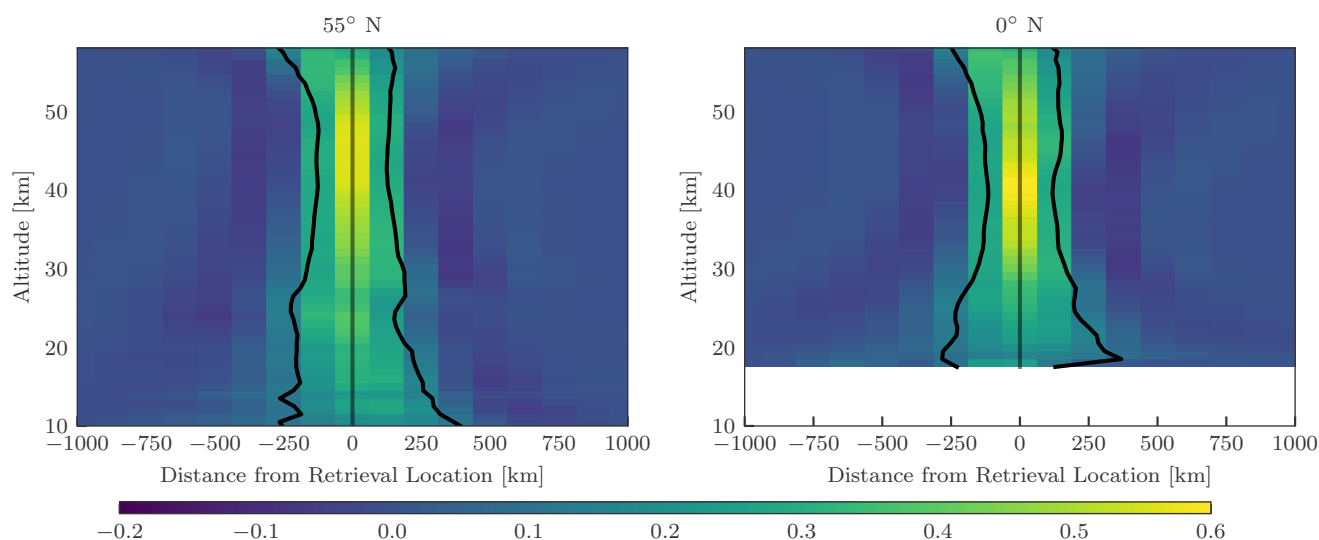 55° N
0° N
Altitude [km]
50
40
30
20
10
−1000 −750 −500 −250 0 250 500 750 1000
Distance from Retrieval Location [km]
Altitude [km]
50
40
30
20
10
−1000 −750 −500 −250 0 250 500 750 1000
Distance from Retrieval Location [km]
−0.2 −0.1 0.0 0.1 0.2 0.3 0.4 0.5 0.6